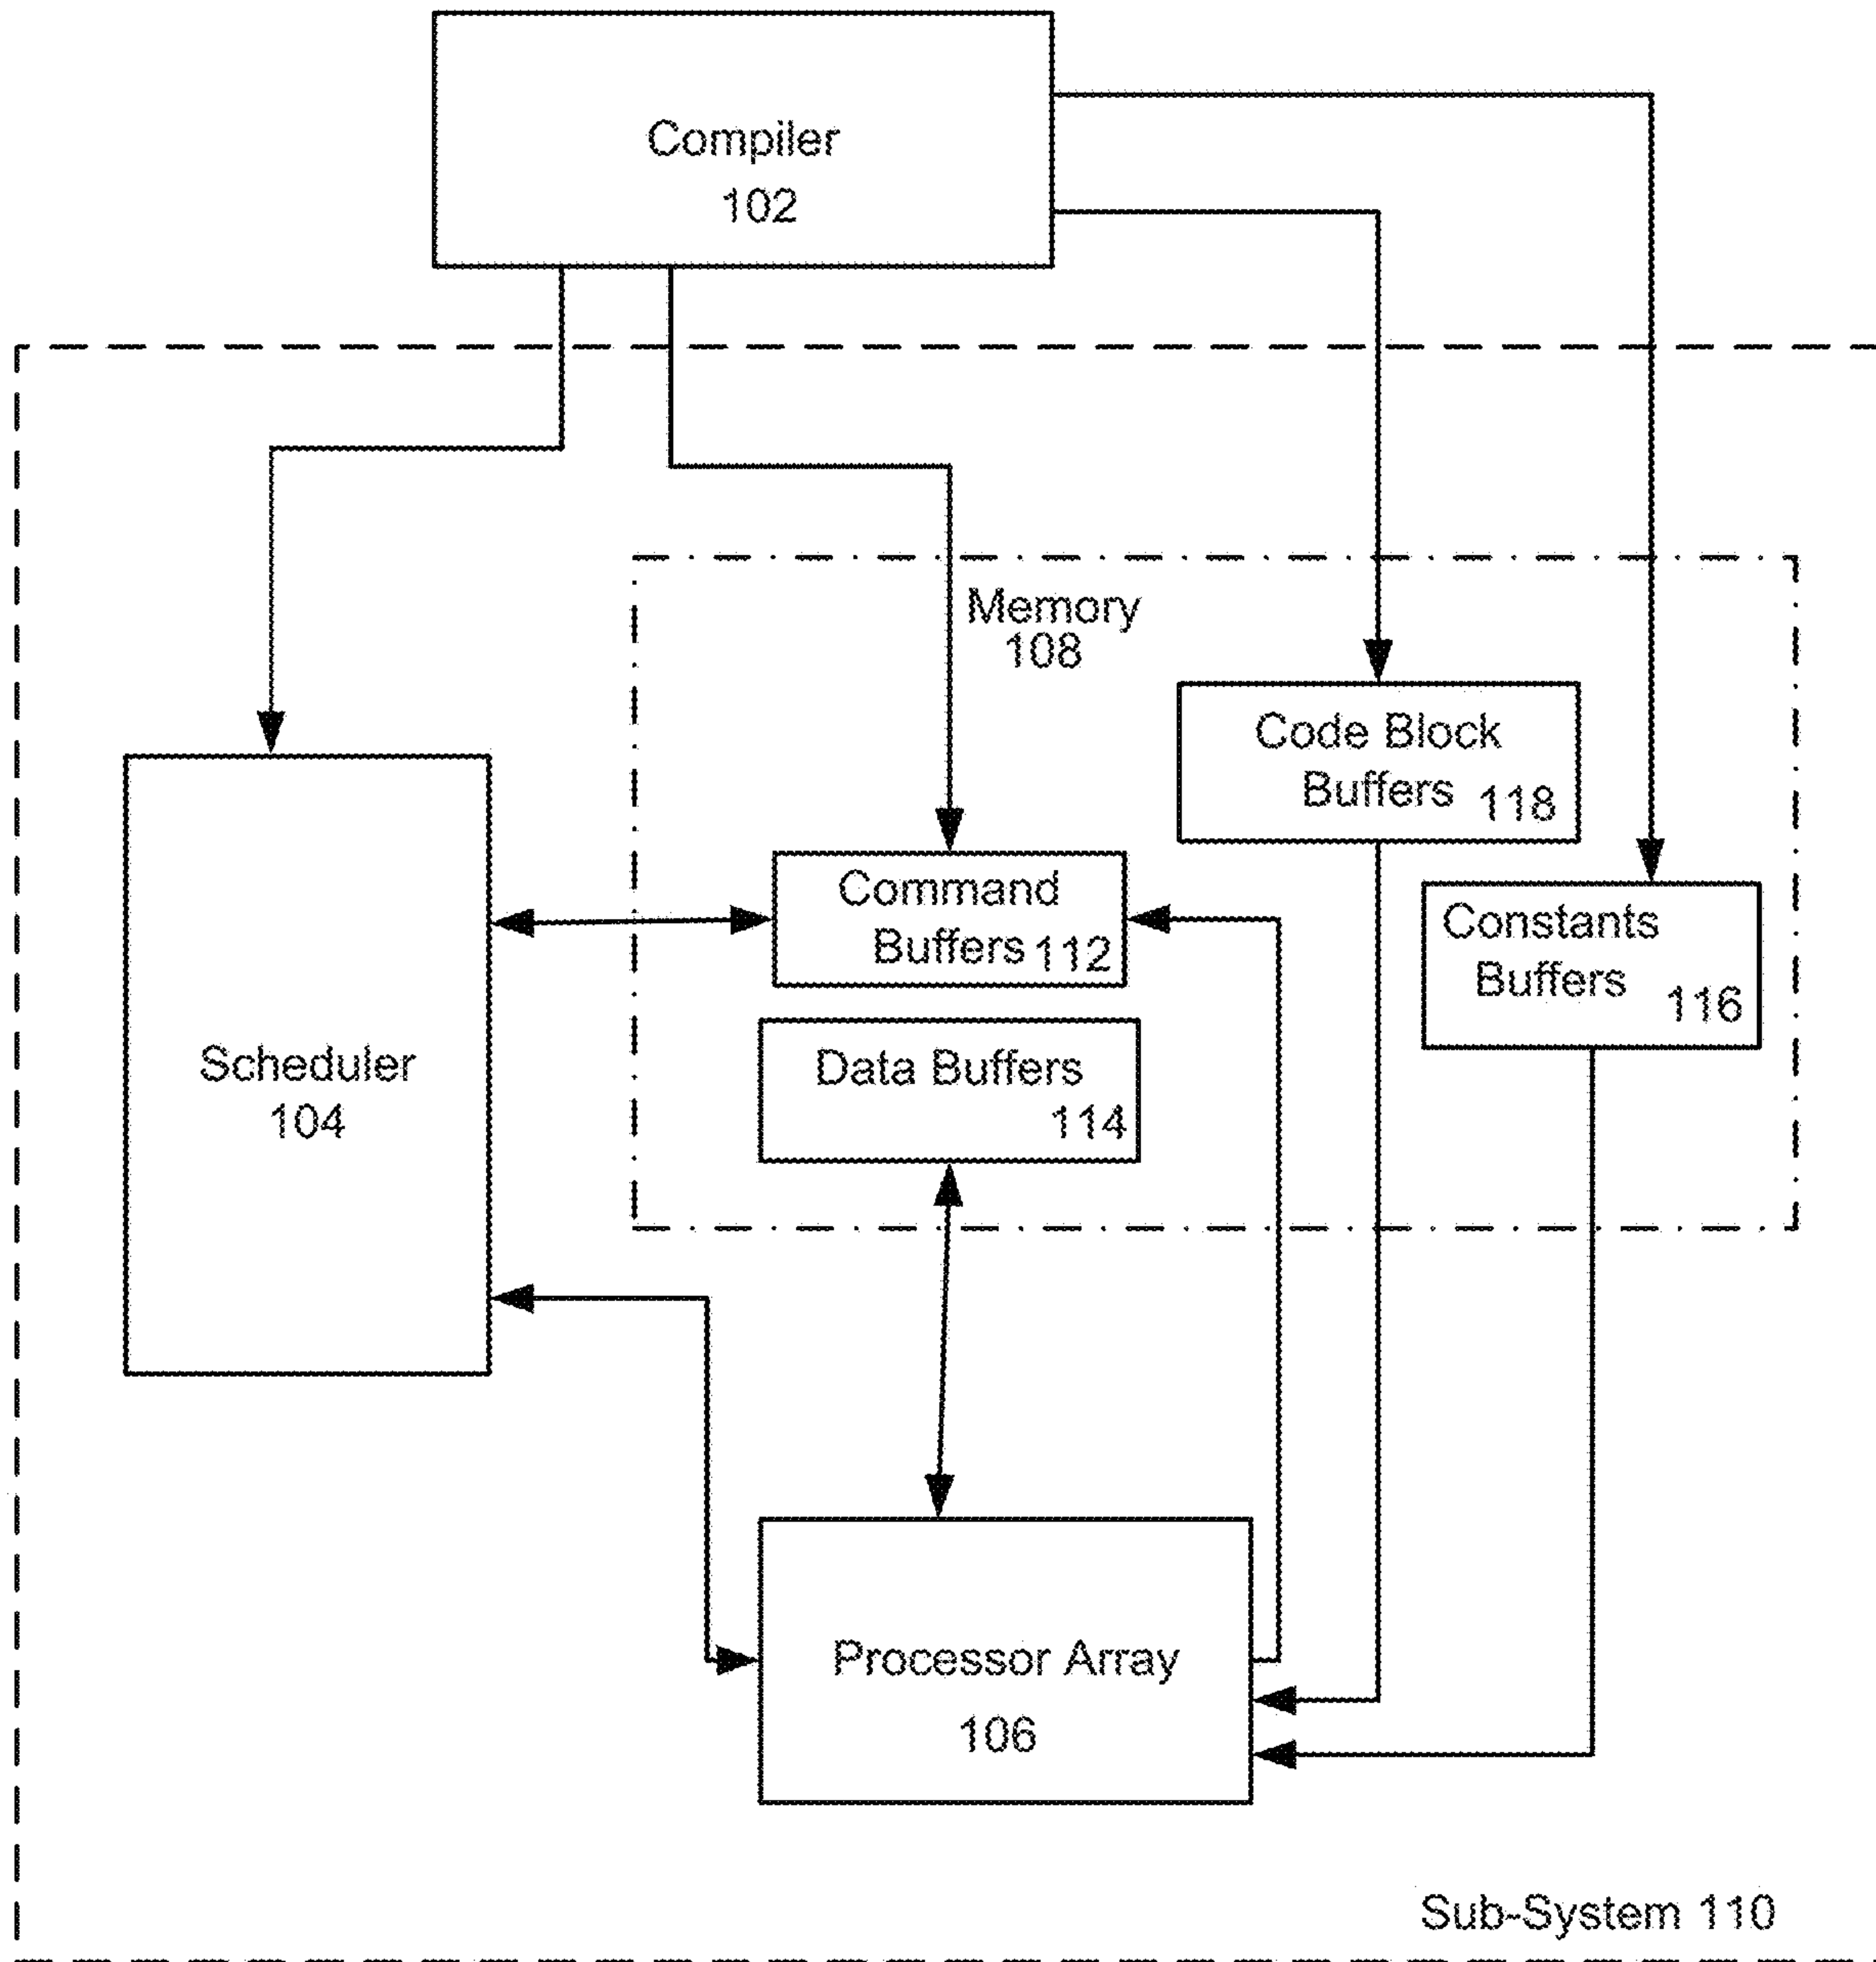 Compiler
102
Memory
108
Code Block
Buffers 118
Command
Buffers 112
Constants
Buffers 116
Data Buffers
114
Scheduler
104
Processor Array
106
Sub-System 110